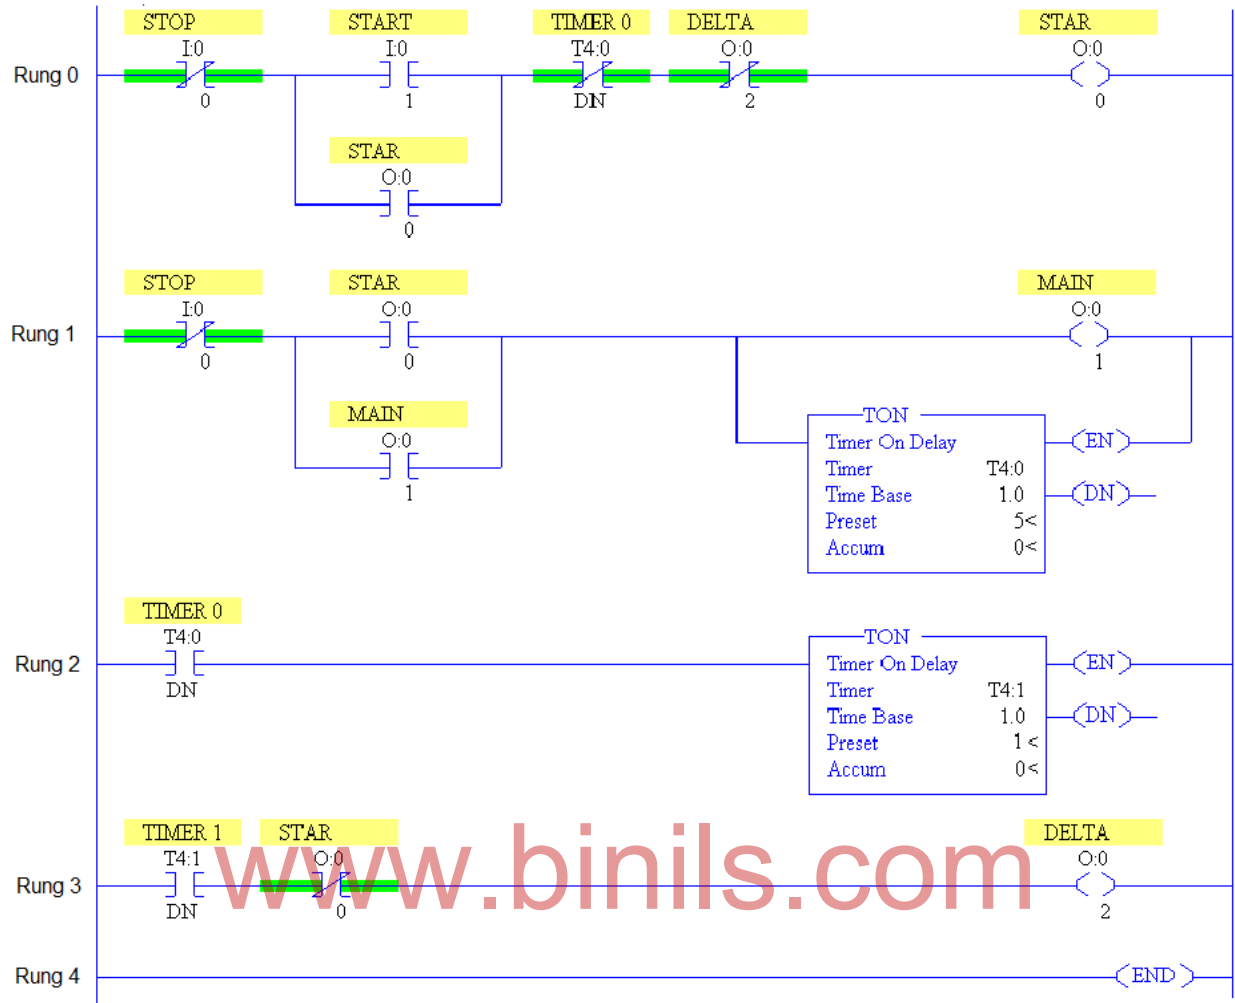 STOP START TIMER 0 DELTA STAR
I:0 I:0 T4:0 O:0 O:0
Rung 0
0 1 DN 2 0
STAR
O:0
0
STOP STAR MAIN
I:0 O:0 O:0
Rung 1
0 0 1
MAIN
O:0
1
TON
Timer On Delay EN
Timer T4:0
Time Base 1.0 DN
Preset 5<
Accum 0<
TIMER 0
T4:0
Rung 2
DN
TON
Timer On Delay EN
Timer T4:1
Time Base 1.0 DN
Preset 1<
Accum 0<
TIMER 1 STAR DELTA
T4:1 O:0 O:0
Rung 3
DN 0 2
www.binils.com
Rung 4 END